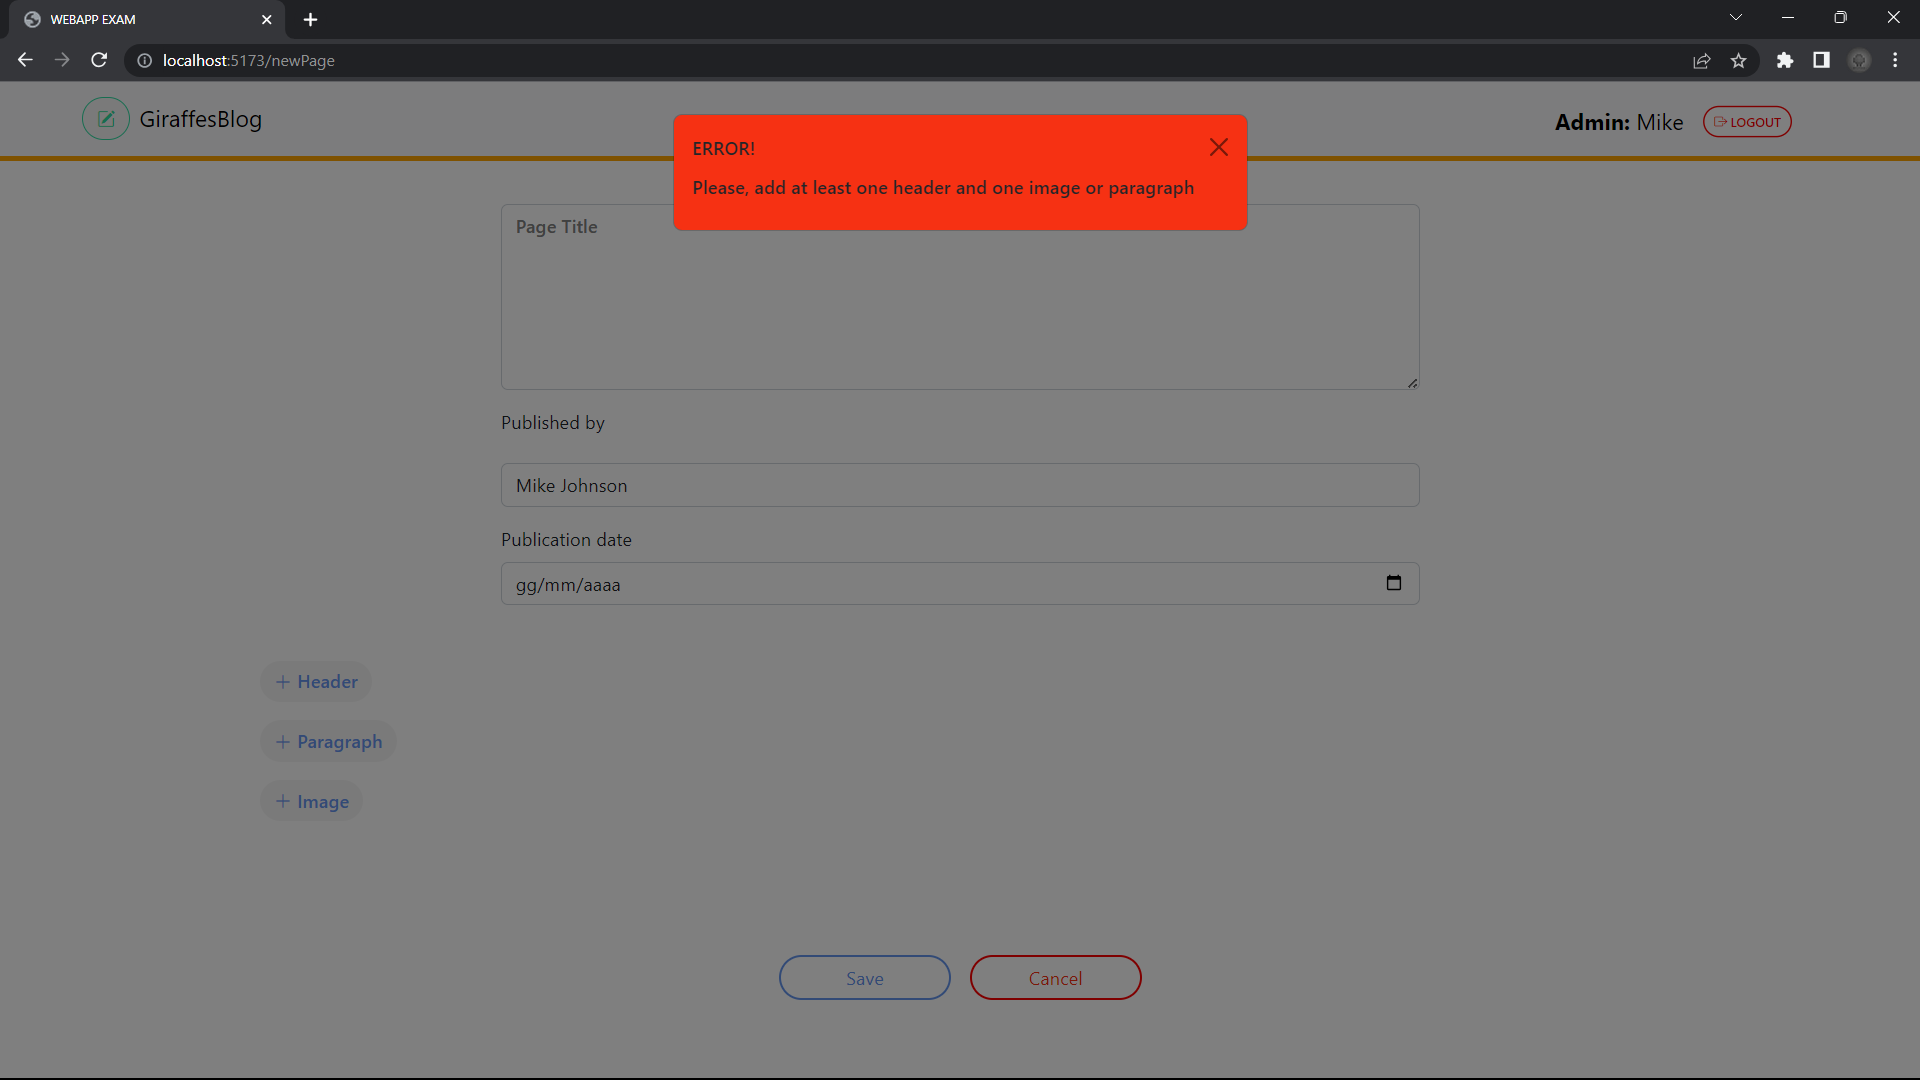 WEBAPP EXAM
localhost:5173/newPage
GiraffesBlog
Admin: Mike
LOGOUT
ERROR!
Please, add at least one header and one image or paragraph
Page Title
Published by
Mike Johnson
Publication date
gg/mm/aaaa
+ Header
+ Paragraph
+ Image
Save
Cancel